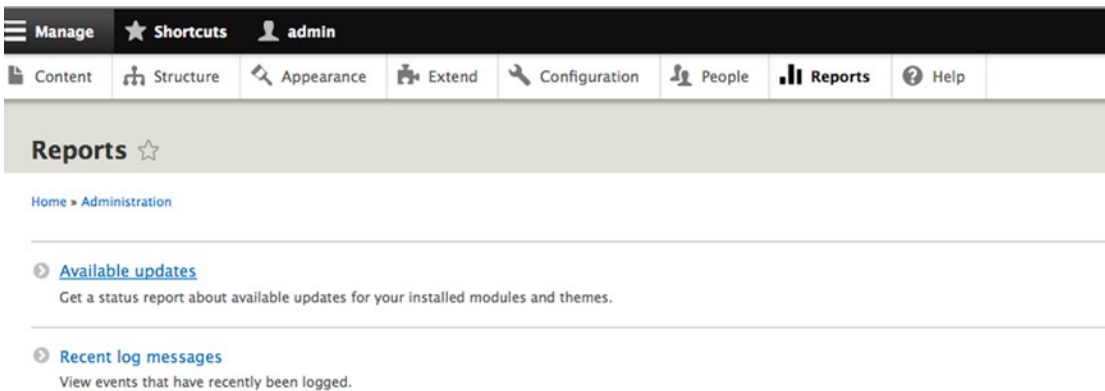 Manage Shortcuts admin
Content Structure Appearance Extend Configuration People Reports Help
Reports
Home » Administration
Available updates
Get a status report about available updates for your installed modules and themes.
Recent log messages
View events that have recently been logged.